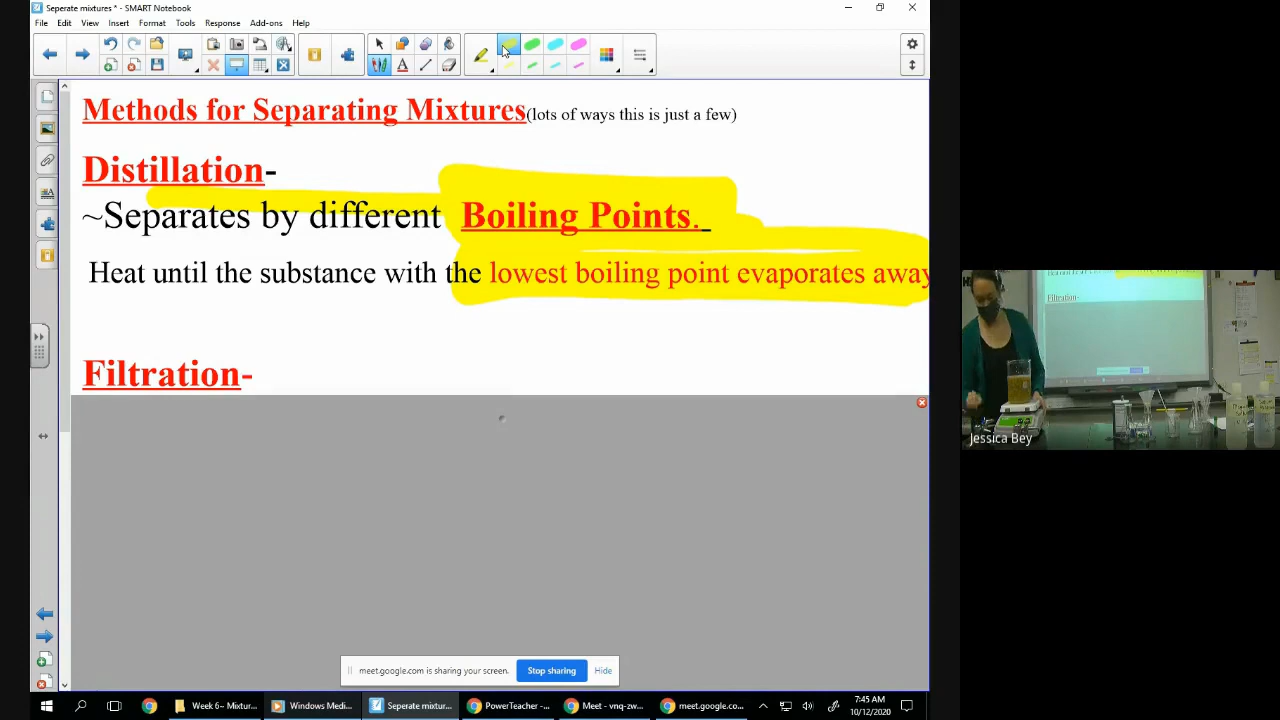 Seperate mixtures * - SMART Notebook
File Edit View Insert Format Tools Response Add-ons Help
Methods for Separating Mixtures(lots of ways this is just a few)
Distillation-
~Separates by different Boiling Points.
Heat until the substance with the lowest boiling point evaporates away
Filtration-
Filtration-
Jessica Bey
meet.google.com is sharing your screen. Stop sharing Hide
Week 6~ Mixtur... Windows Medi... Seperate mixtur... PowerTeacher -... Meet - vnq-zw... meet.google.co...
7:45 AM
10/12/2020